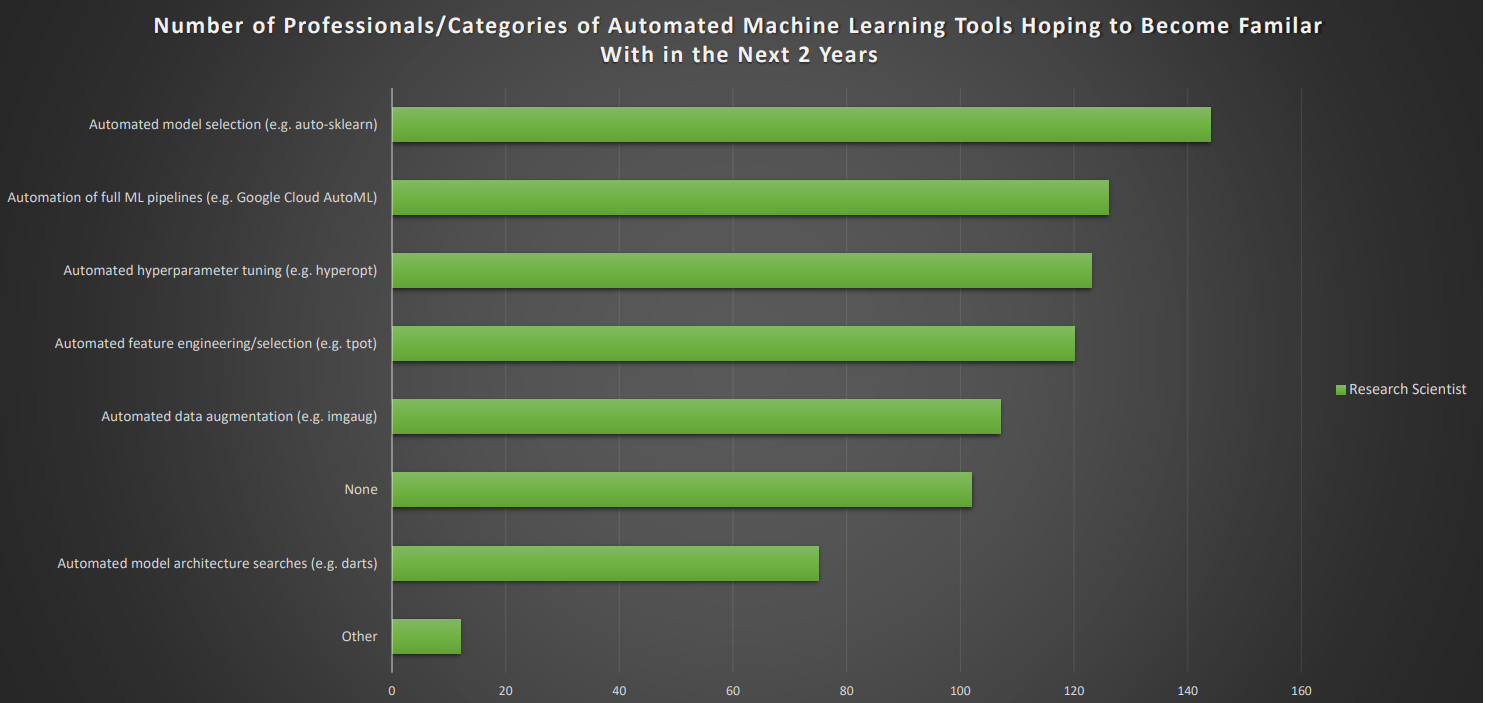 Number of Professionals/Categories of Automated Machine Learning Tools Hoping to Become Familar
With in the Next 2 Years
Automated model selection (e.g. auto-sklearn)
Automation of full ML pipelines (e.g. Google Cloud AutoML)
Automated hyperparameter tuning (e.g. hyperopt)
Automated feature engineering/selection (e.g. tpot)
Automated data augmentation (e.g. imgaug)
None
Automated model architecture searches (e.g. darts)
Other
0 20 40 60 80 100 120 140 160
Research Scientist